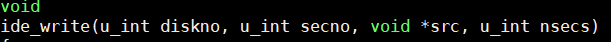 void
ide_write(u_int diskno, u_int secno, void *src, u_int nsecs)